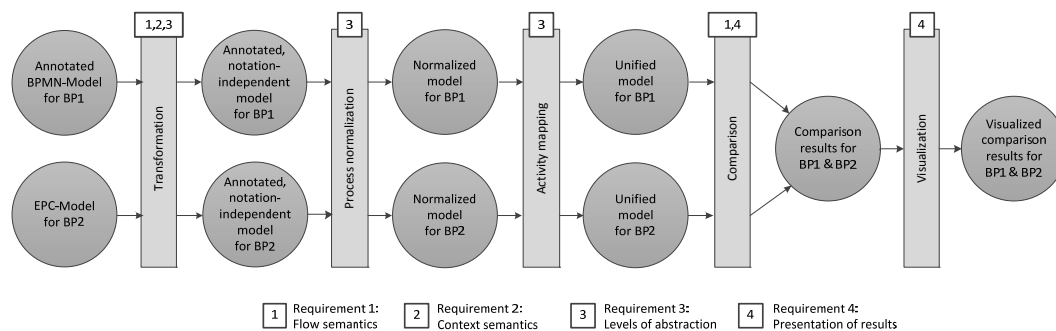 1,2,3
3
3
1,4
4
Annotated
BPMN-Model
for BP1
Transformation
Annotated,
notation-
independent
model
for BP1
Process normalization
Normalized
model
for BP1
Activity mapping
Unified
model
for BP1
Comparison
Comparison
results for
BP1 & BP2
Visualization
Visualized
comparison
results for
BP1 & BP2
EPC-Model
for BP2
Annotated,
notation-
independent
model
for BP2
Normalized
model
for BP2
Unified
model
for BP2
1 Requirement 1:
Flow semantics
2 Requirement 2:
Context semantics
3 Requirement 3:
Levels of abstraction
4 Requirement 4:
Presentation of results